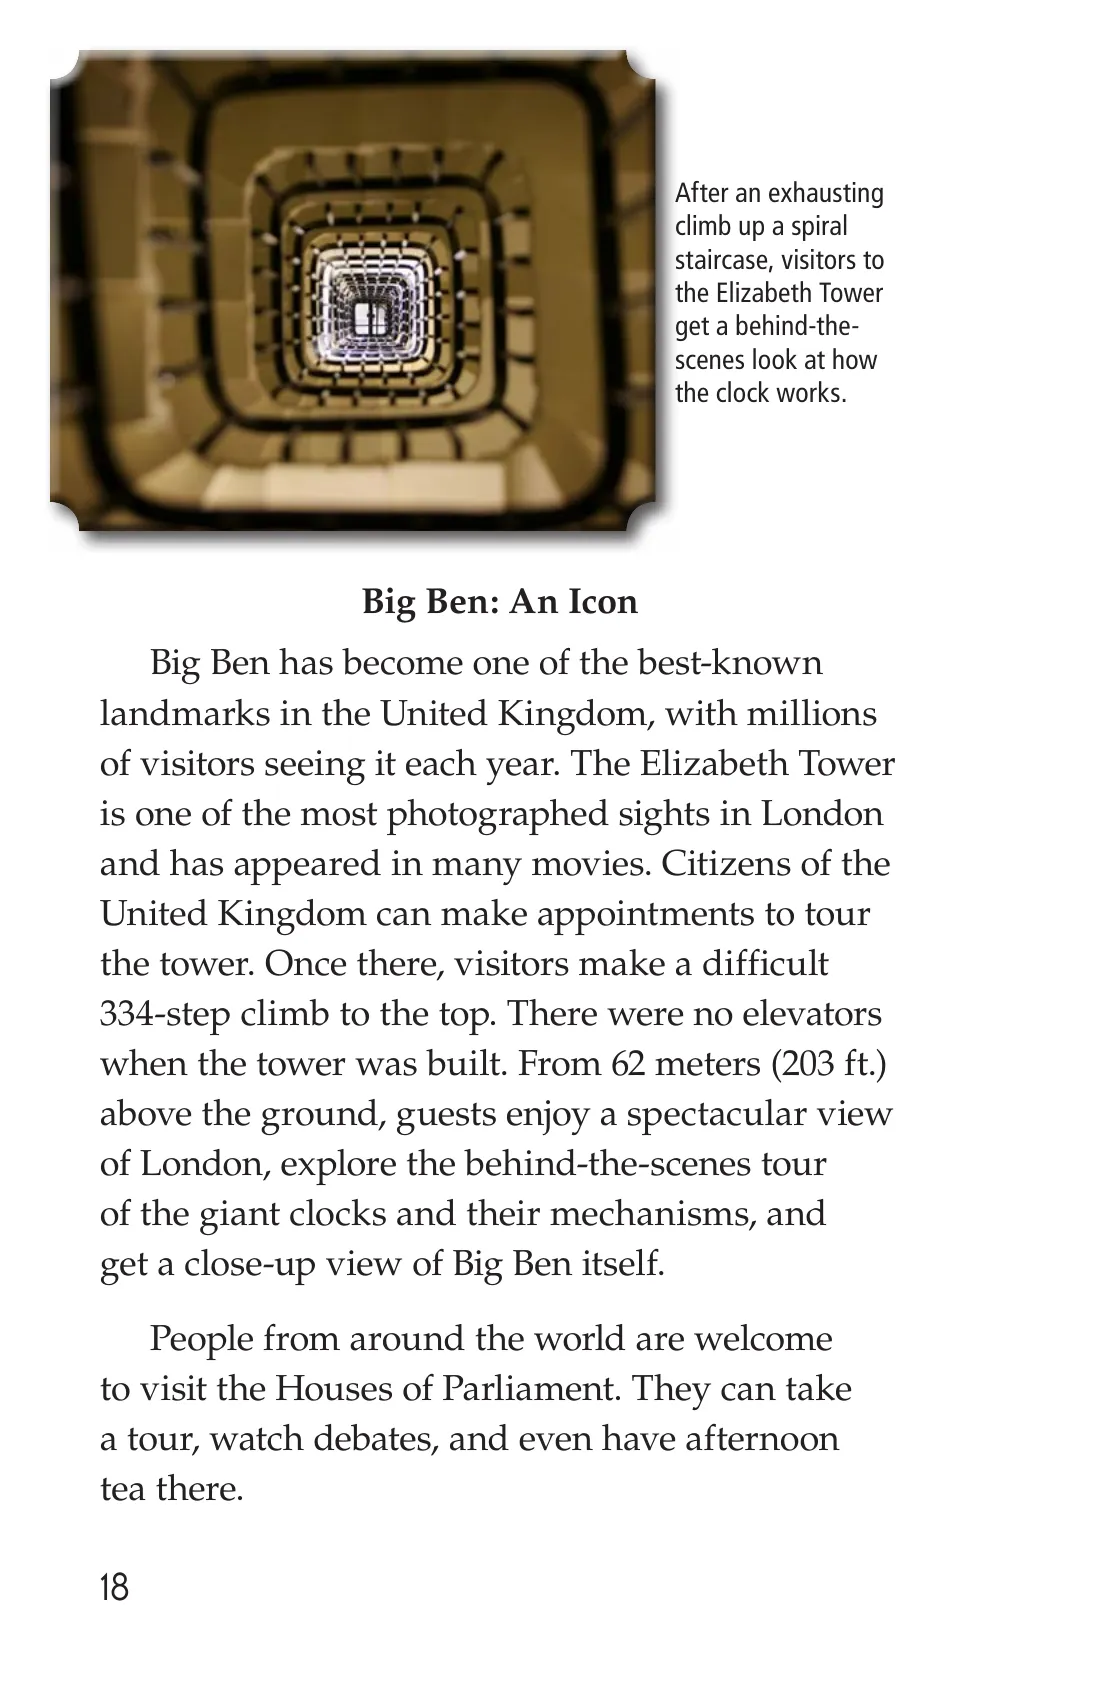 After an exhausting
climb up a spiral
staircase, visitors to
the Elizabeth Tower
get a behind-the-
scenes look at how
the clock works.
Big Ben: An Icon
Big Ben has become one of the best-known
landmarks in the United Kingdom, with millions
of visitors seeing it each year. The Elizabeth Tower
is one of the most photographed sights in London
and has appeared in many movies. Citizens of the
United Kingdom can make appointments to tour
the tower. Once there, visitors make a difficult
334-step climb to the top. There were no elevators
when the tower was built. From 62 meters (203 ft.)
above the ground, guests enjoy a spectacular view
of London, explore the behind-the-scenes tour
of the giant clocks and their mechanisms, and
get a close-up view of Big Ben itself.
People from around the world are welcome
to visit the Houses of Parliament. They can take
a tour, watch debates, and even have afternoon
tea there.
18